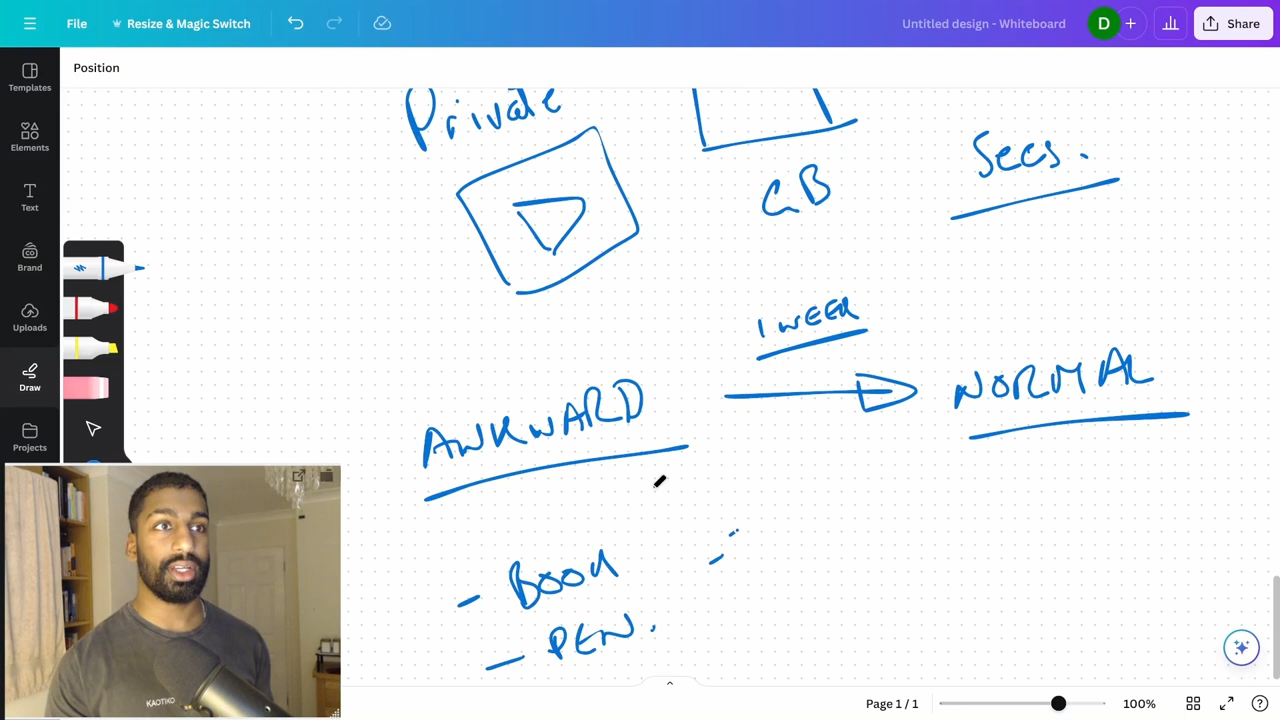 File
Resize & Magic Switch
Untitled design - Whiteboard
D
+
Share
Position
Templates
Elements
Text
Brand
Uploads
Draw
Projects
Private
GB
Secs.
1 WEEK
AWKWARD
NORMAL
- Book
- PEN.
KAOTIKO
Page 1 / 1
100%